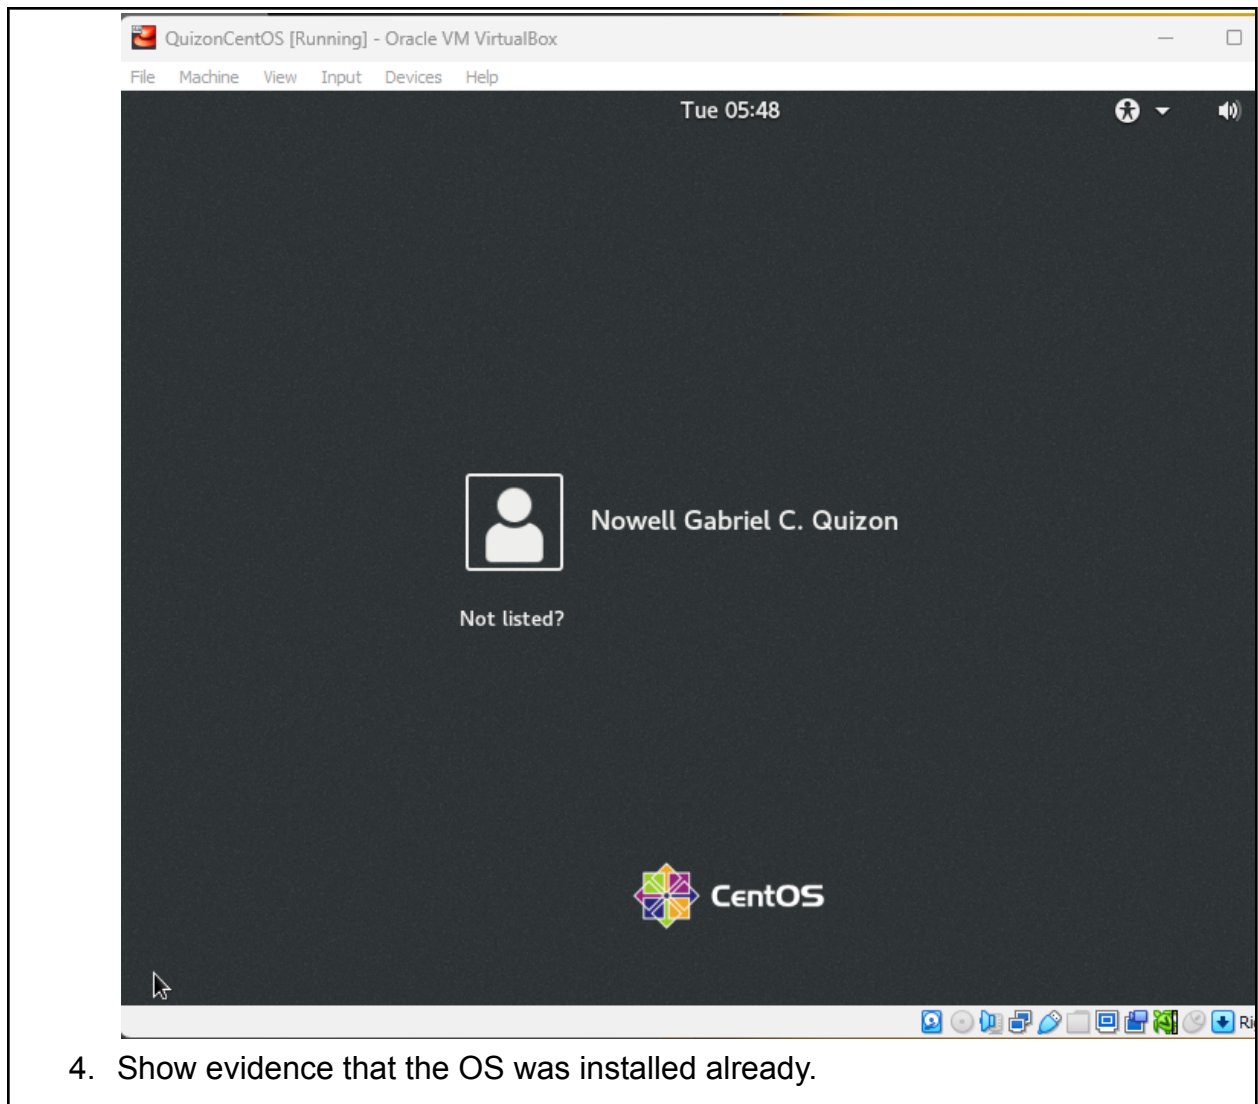 QuizonCentOS [Running] - Oracle VM VirtualBox
File Machine View Input Devices Help
Tue 05:48
Nowell Gabriel C. Quizon
Not listed?
CentOS
4. Show evidence that the OS was installed already.